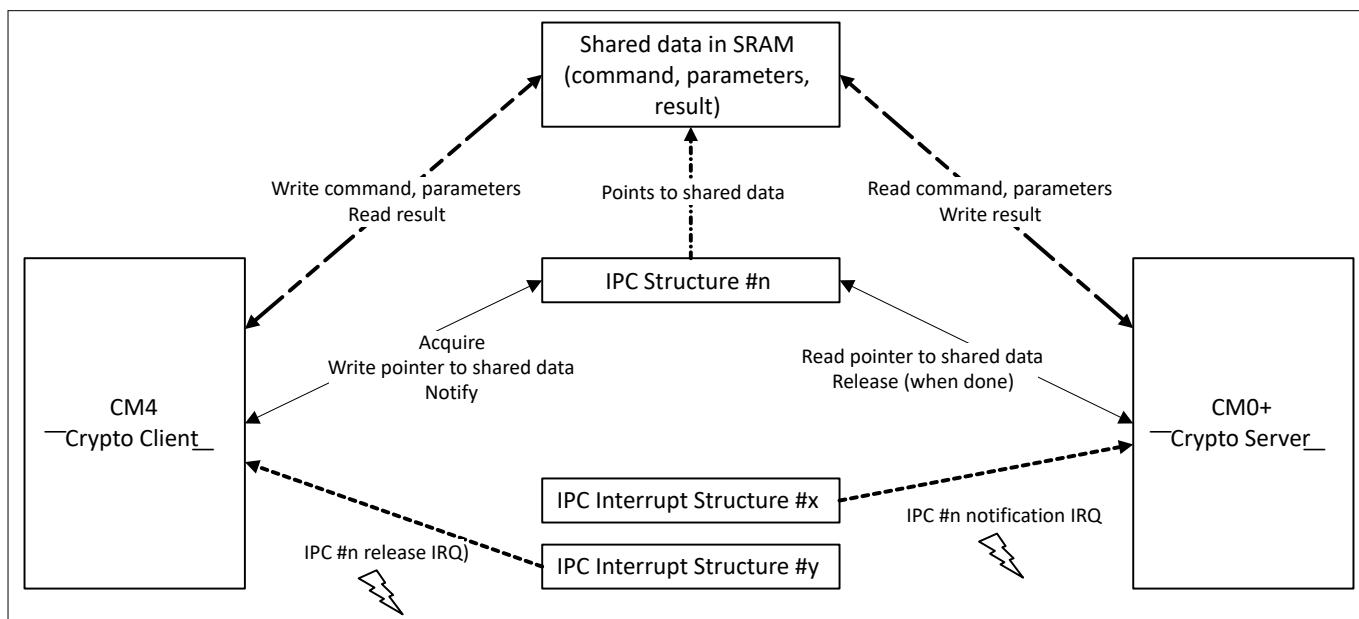 Shared data in SRAM
(command, parameters,
result)
Write command, parameters
Read result
Points to shared data
Read command, parameters
Write result
IPC Structure #n
Acquire
Write pointer to shared data
Notify
Read pointer to shared data
Release (when done)
CM4
Crypto Client
CM0+
Crypto Server
IPC Interrupt Structure #x
IPC #n notification IRQ
IPC #n release IRQ)
IPC Interrupt Structure #y